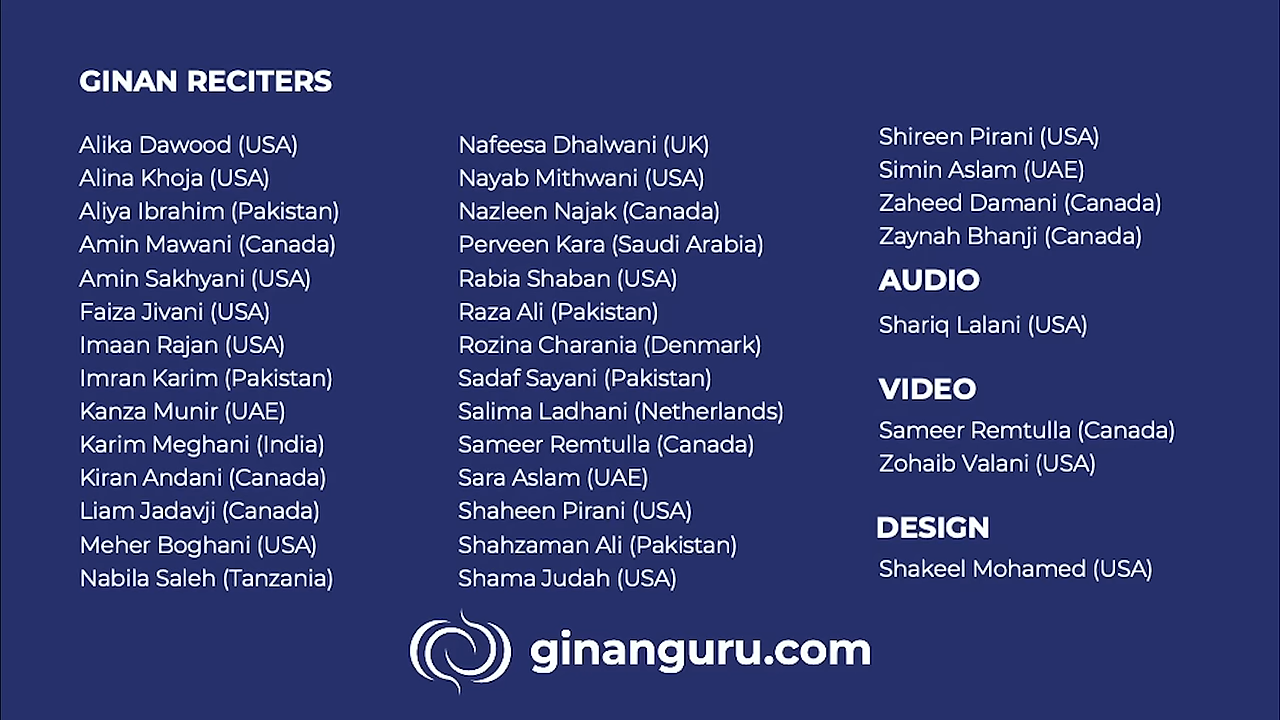 GINAN RECITERS
Alika Dawood (USA)
Alina Khoja (USA)
Aliya Ibrahim (Pakistan)
Amin Mawani (Canada)
Amin Sakhyani (USA)
Faiza Jivani (USA)
Imaan Rajan (USA)
Imran Karim (Pakistan)
Kanza Munir (UAE)
Karim Meghani (India)
Kiran Andani (Canada)
Liam Jadavji (Canada)
Meher Boghani (USA)
Nabila Saleh (Tanzania)
Nafeesa Dhalwani (UK)
Nayab Mithwani (USA)
Nazleen Najak (Canada)
Perveen Kara (Saudi Arabia)
Rabia Shaban (USA)
Raza Ali (Pakistan)
Rozina Charania (Denmark)
Sadaf Sayani (Pakistan)
Salima Ladhani (Netherlands)
Sameer Remtulla (Canada)
Sara Aslam (UAE)
Shaheen Pirani (USA)
Shahzaman Ali (Pakistan)
Shama Judah (USA)
Shireen Pirani (USA)
Simin Aslam (UAE)
Zaheed Damani (Canada)
Zaynah Bhanji (Canada)
AUDIO
Shariq Lalani (USA)
VIDEO
Sameer Remtulla (Canada)
Zohaib Valani (USA)
DESIGN
Shakeel Mohamed (USA)
ginanguru.com